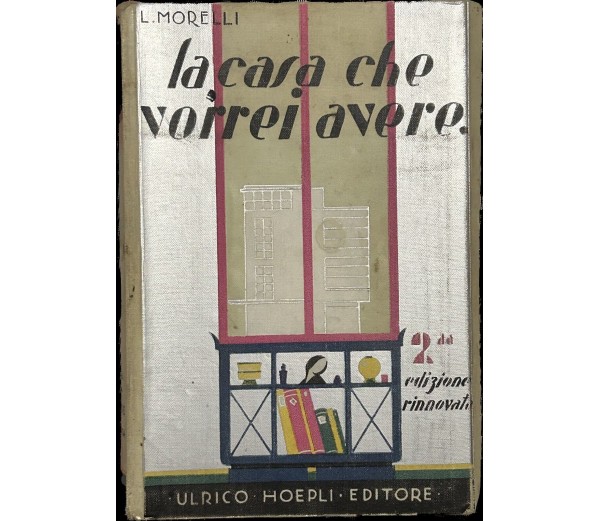 L. MORELLI
la casa che
vorrei avere.
2da
edizione
rinnovata
· ULRICO · HOEPLI · EDITORE ·